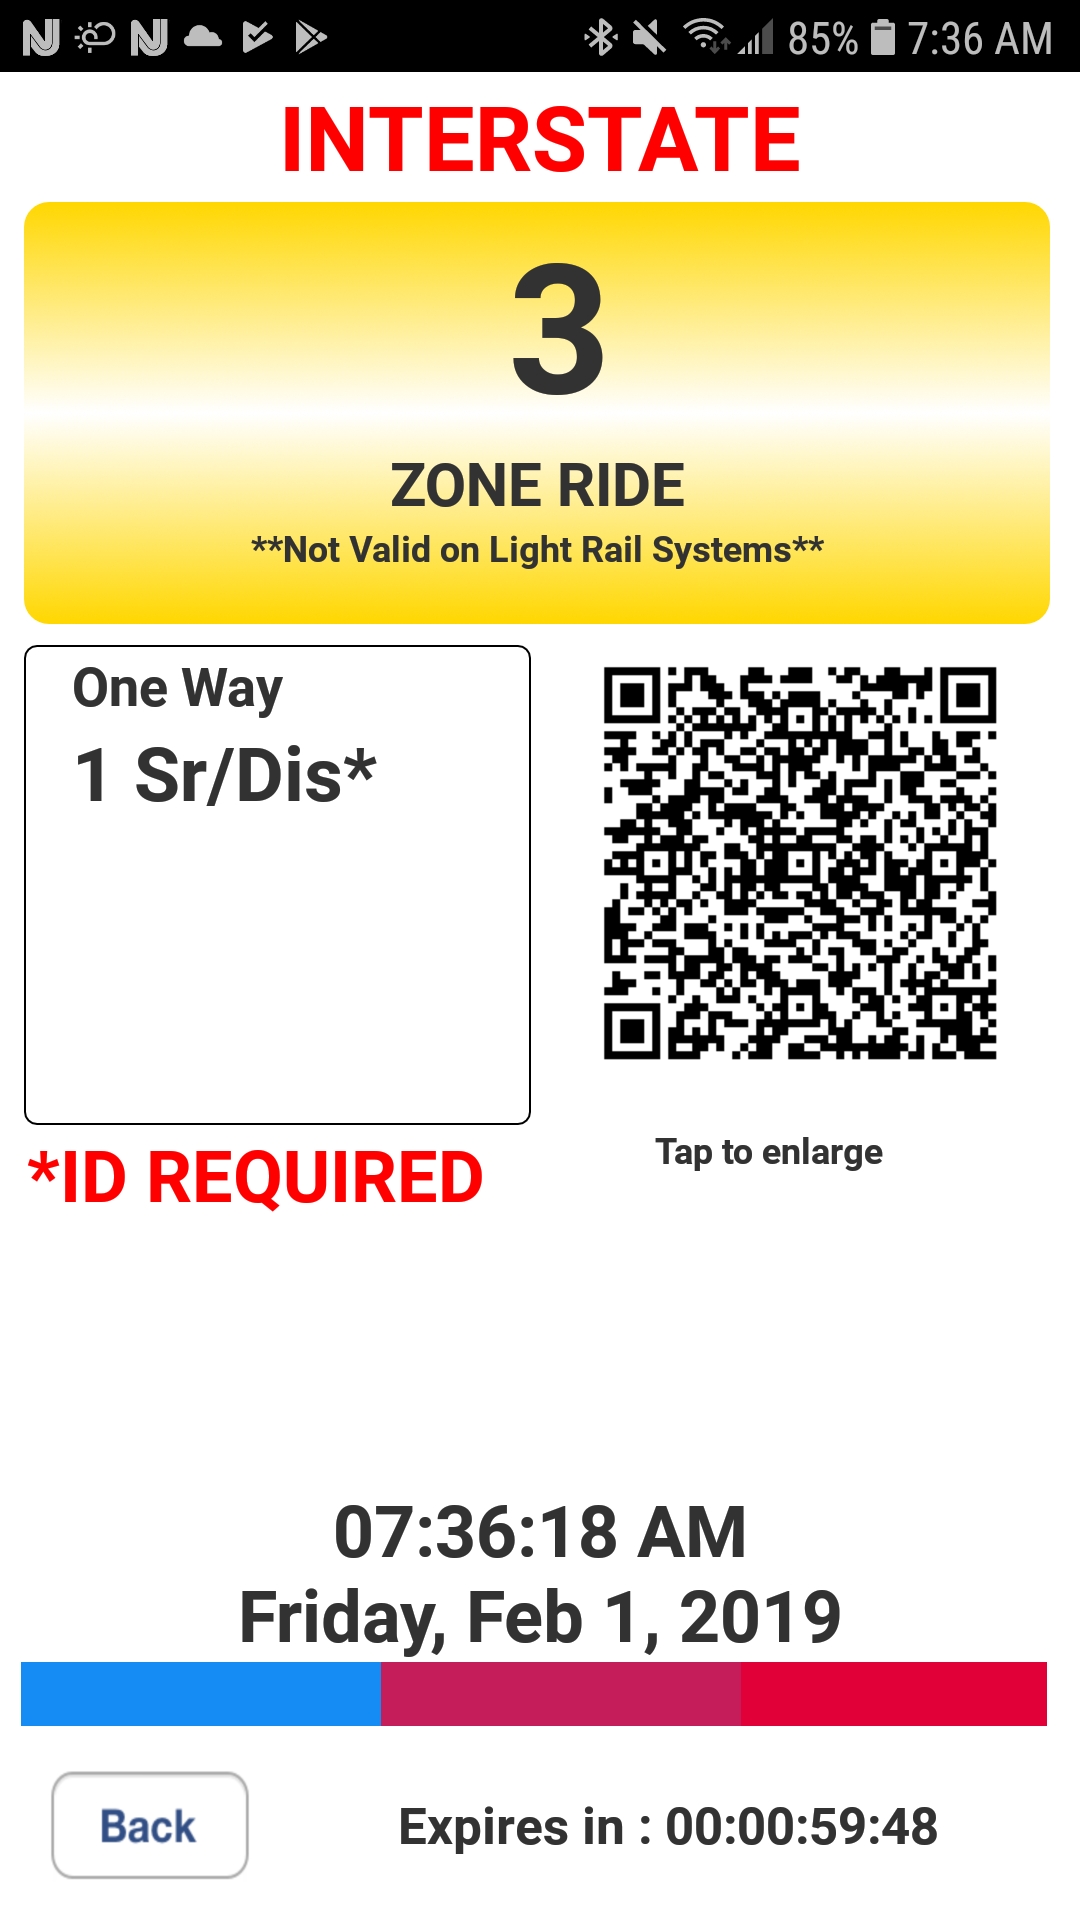 85% 7:36 AM
INTERSTATE
3
ZONE RIDE
**Not Valid on Light Rail Systems**
One Way
1 Sr/Dis*
*ID REQUIRED
Tap to enlarge
07:36:18 AM
Friday, Feb 1, 2019
Back
Expires in : 00:00:59:48